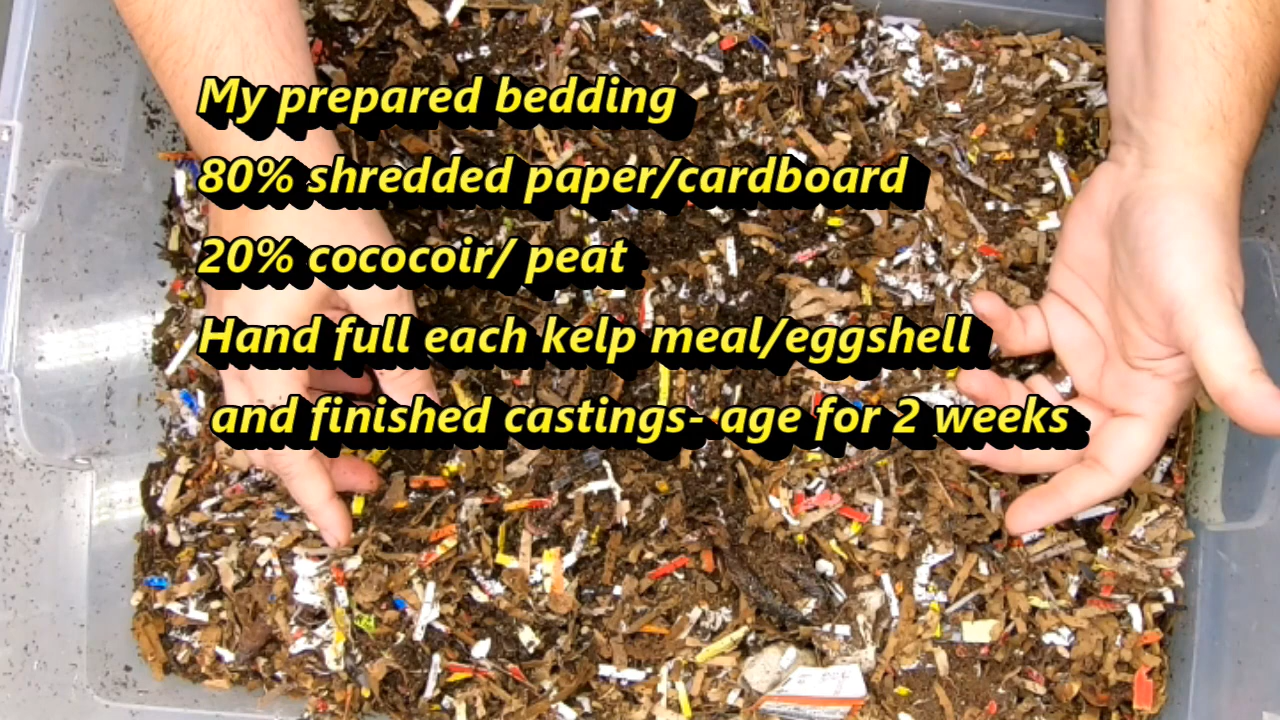 My prepared bedding
80% shredded paper/cardboard
20% cococoir/ peat
Hand full each kelp meal/eggshell
and finished castings- age for 2 weeks